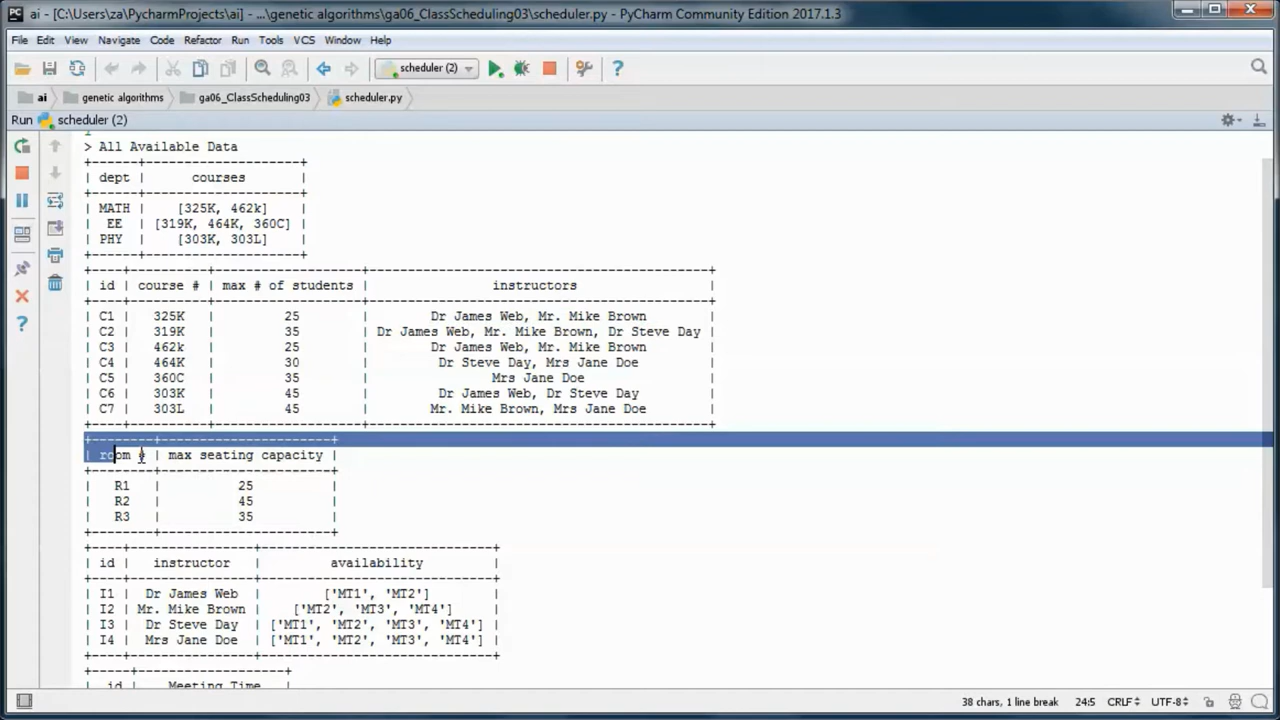 ai - [C:\Users\za\PycharmProjects\ai] - ...\genetic algorithms\ga06_ClassScheduling03\scheduler.py - PyCharm Community Edition 2017.1.3
File Edit View Navigate Code Refactor Run Tools VCS Window Help
scheduler (2)
ai genetic algorithms ga06_ClassScheduling03 scheduler.py
Run scheduler (2)
> All Available Data
+------+--------------------+
| dept | courses |
+------+--------------------+
| MATH | [325K, 462k] |
| EE | [319K, 464K, 360C] |
| PHY | [303K, 303L] |
+------+--------------------+
+----+----------+-------------------+--------------------------------------------+
| id | course # | max # of students | instructors |
+----+----------+-------------------+--------------------------------------------+
| C1 | 325K | 25 | Dr James Web, Mr. Mike Brown |
| C2 | 319K | 35 | Dr James Web, Mr. Mike Brown, Dr Steve Day |
| C3 | 462k | 25 | Dr James Web, Mr. Mike Brown |
| C4 | 464K | 30 | Dr Steve Day, Mrs Jane Doe |
| C5 | 360C | 35 | Mrs Jane Doe |
| C6 | 303K | 45 | Dr James Web, Dr Steve Day |
| C7 | 303L | 45 | Mr. Mike Brown, Mrs Jane Doe |
+----+----------+-------------------+--------------------------------------------+
+--------+----------------------+
| room # | max seating capacity |
+--------+----------------------+
| R1 | 25 |
| R2 | 45 |
| R3 | 35 |
+--------+----------------------+
+----+----------------+------------------------------+
| id | instructor | availability |
+----+----------------+------------------------------+
| I1 | Dr James Web | ['MT1', 'MT2'] |
| I2 | Mr. Mike Brown | ['MT2', 'MT3', 'MT4'] |
| I3 | Dr Steve Day | ['MT1', 'MT2', 'MT3', 'MT4'] |
| I4 | Mrs Jane Doe | ['MT1', 'MT2', 'MT3', 'MT4'] |
+----+----------------+------------------------------+
+-----+-------------------+
| id | Meeting Time |
38 chars, 1 line break 24:5 CRLF UTF-8